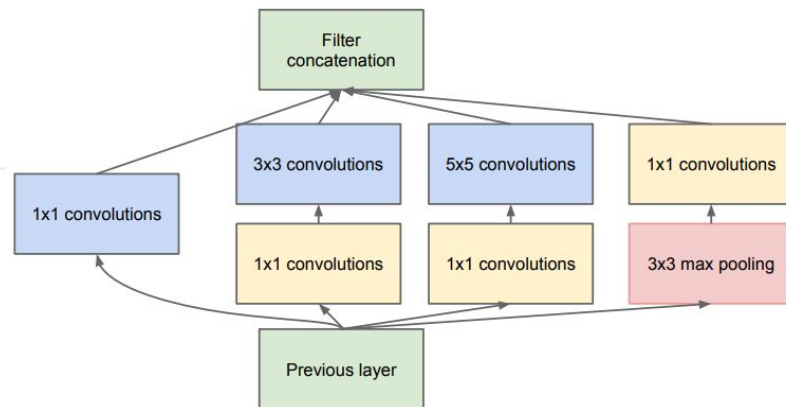 Filter
concatenation
3x3 convolutions
5x5 convolutions
1x1 convolutions
1x1 convolutions
1x1 convolutions
1x1 convolutions
3x3 max pooling
Previous layer